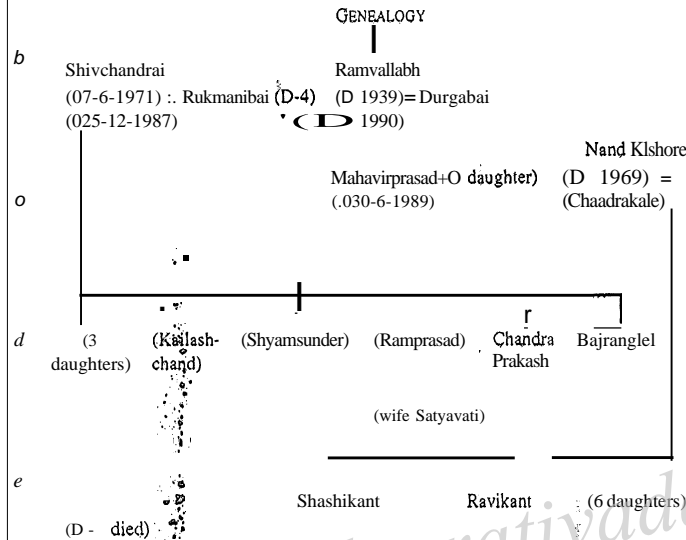 GENEALOGY
b
Shivchandrai Ramvallabh
(07-6-1971) :. Rukmanibai (D-4) (D 1939)= Durgabai
(025-12-1987) (D 1990)
Nand Klshore
Mahavirprasad+O daughter) (D 1969) =
o
(.030-6-1989) (Chaadrakale)
r
d (3 (Kailash- (Shyamsunder) (Ramprasad) Chandra Bajranglel
daughters) chand) Prakash
(wife Satyavati)
e
Shashikant Ravikant (6 daughters)
(D - died)